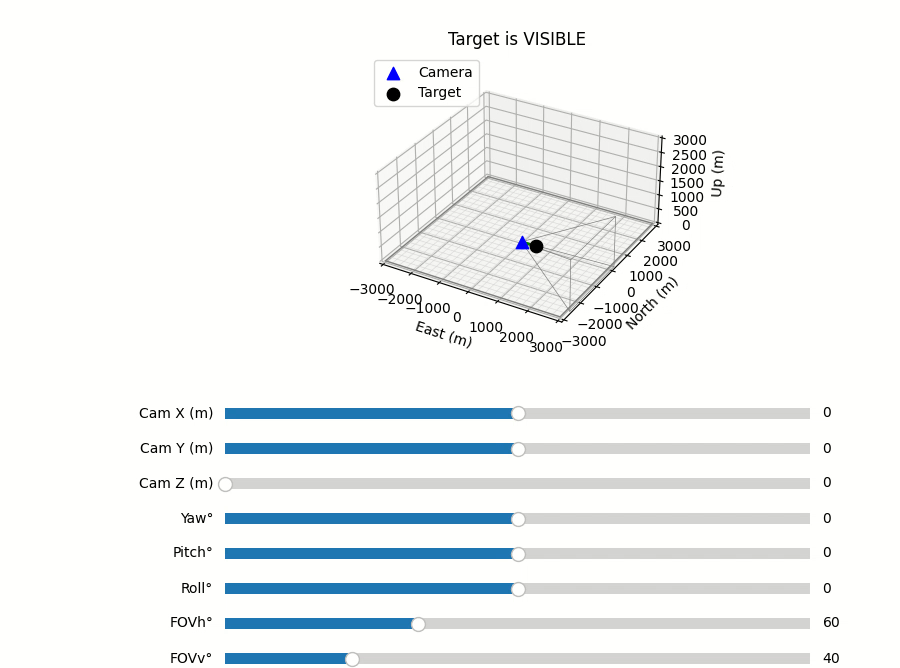 Target is VISIBLE
Camera
Target
3000
2500
2000
1500
1000
500
0
Up (m)
3000
2000
1000
0
−1000
−2000
−3000
North (m)
−3000
−2000
−1000
0
1000
2000
3000
East (m)
Cam X (m) 0
Cam Y (m) 0
Cam Z (m) 0
Yaw° 0
Pitch° 0
Roll° 0
FOVh° 60
FOVv° 40